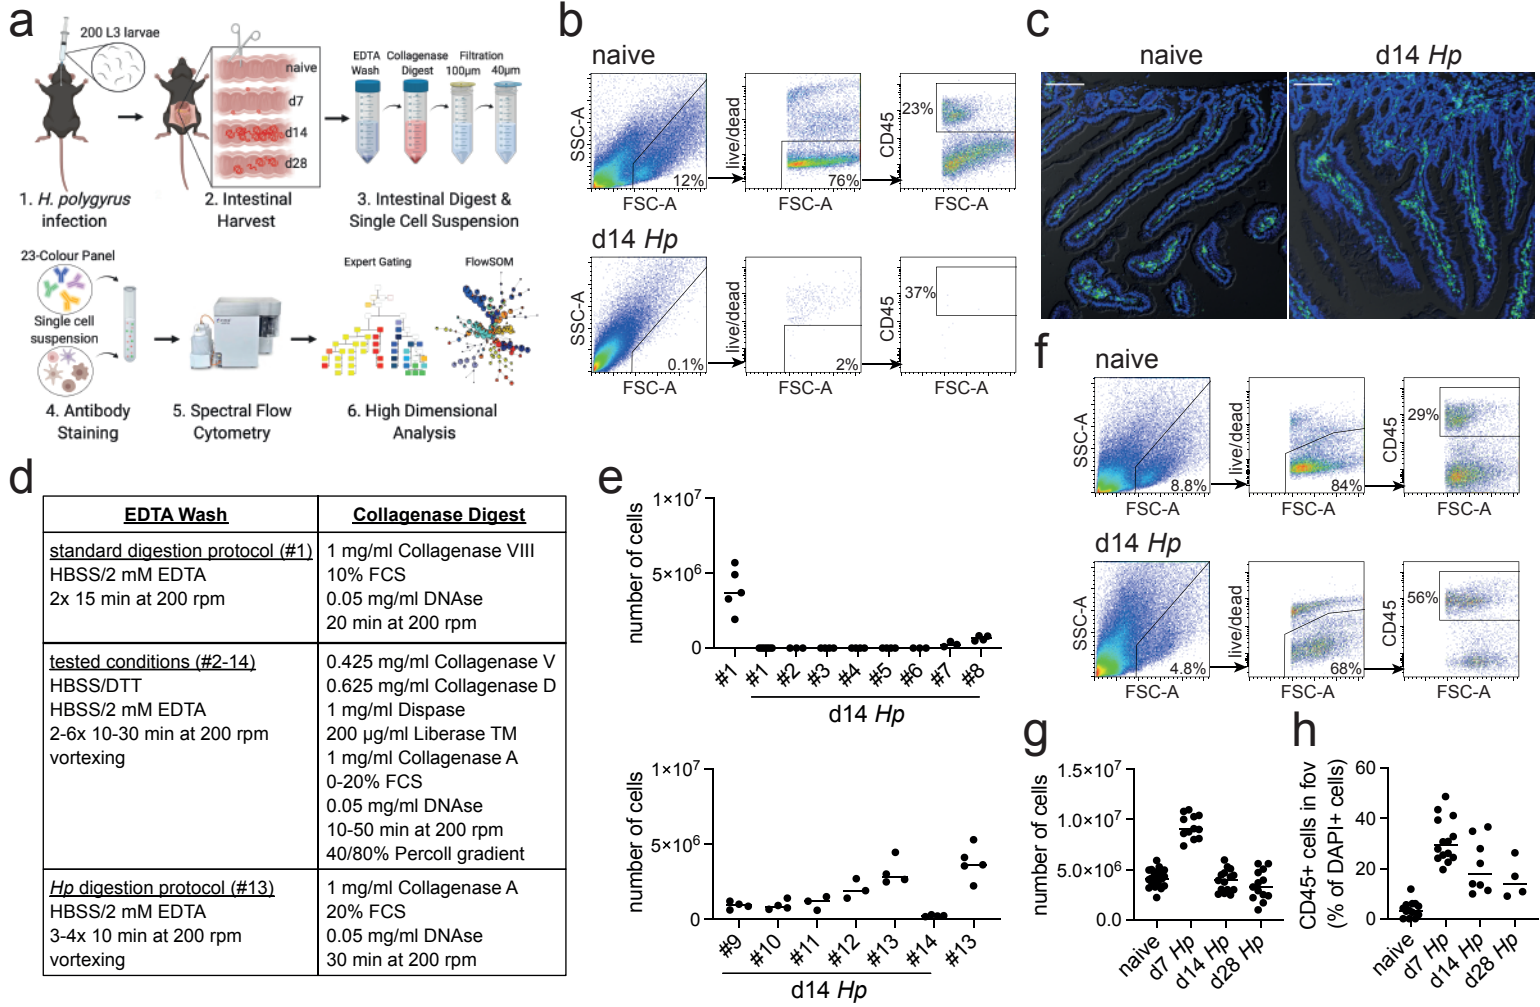 a
200 L3 larvae
naive
d7
d14
d28
EDTA Wash
Collagenase Digest
Filtration
100µm 40µm
1. H. polygyrus infection
2. Intestinal Harvest
3. Intestinal Digest & Single Cell Suspension
23-Colour Panel
Single cell suspension
Expert Gating
FlowSOM
4. Antibody Staining
5. Spectral Flow Cytometry
6. High Dimensional Analysis
b
naive
SSC-A
12%
FSC-A
live/dead
76%
FSC-A
CD45
23%
FSC-A
d14 Hp
SSC-A
0.1%
FSC-A
live/dead
2%
FSC-A
CD45
37%
FSC-A
c
naive
d14 Hp
d
EDTA Wash
Collagenase Digest
standard digestion protocol (#1)
HBSS/2 mM EDTA
2x 15 min at 200 rpm
1 mg/ml Collagenase VIII
10% FCS
0.05 mg/ml DNAse
20 min at 200 rpm
tested conditions (#2-14)
HBSS/DTT
HBSS/2 mM EDTA
2-6x 10-30 min at 200 rpm
vortexing
0.425 mg/ml Collagenase V
0.625 mg/ml Collagenase D
1 mg/ml Dispase
200 µg/ml Liberase TM
1 mg/ml Collagenase A
0-20% FCS
0.05 mg/ml DNAse
10-50 min at 200 rpm
40/80% Percoll gradient
Hp digestion protocol (#13)
HBSS/2 mM EDTA
3-4x 10 min at 200 rpm
vortexing
1 mg/ml Collagenase A
20% FCS
0.05 mg/ml DNAse
30 min at 200 rpm
e
number of cells
1×10⁷
5×10⁶
0
#1 #1 #2 #3 #4 #5 #6 #7 #8
d14 Hp
number of cells
1×10⁷
5×10⁶
0
#9 #10 #11 #12 #13 #14 #13
d14 Hp
f
naive
SSC-A
8.8%
FSC-A
live/dead
84%
FSC-A
CD45
29%
FSC-A
d14 Hp
SSC-A
4.8%
FSC-A
live/dead
68%
FSC-A
CD45
56%
FSC-A
g
number of cells
1.5×10⁷
1.0×10⁷
5.0×10⁶
0.0
naive d7 Hp d14 Hp d28 Hp
h
CD45+ cells in fov
(% of DAPI+ cells)
60
40
20
0
naive d7 Hp d14 Hp d28 Hp